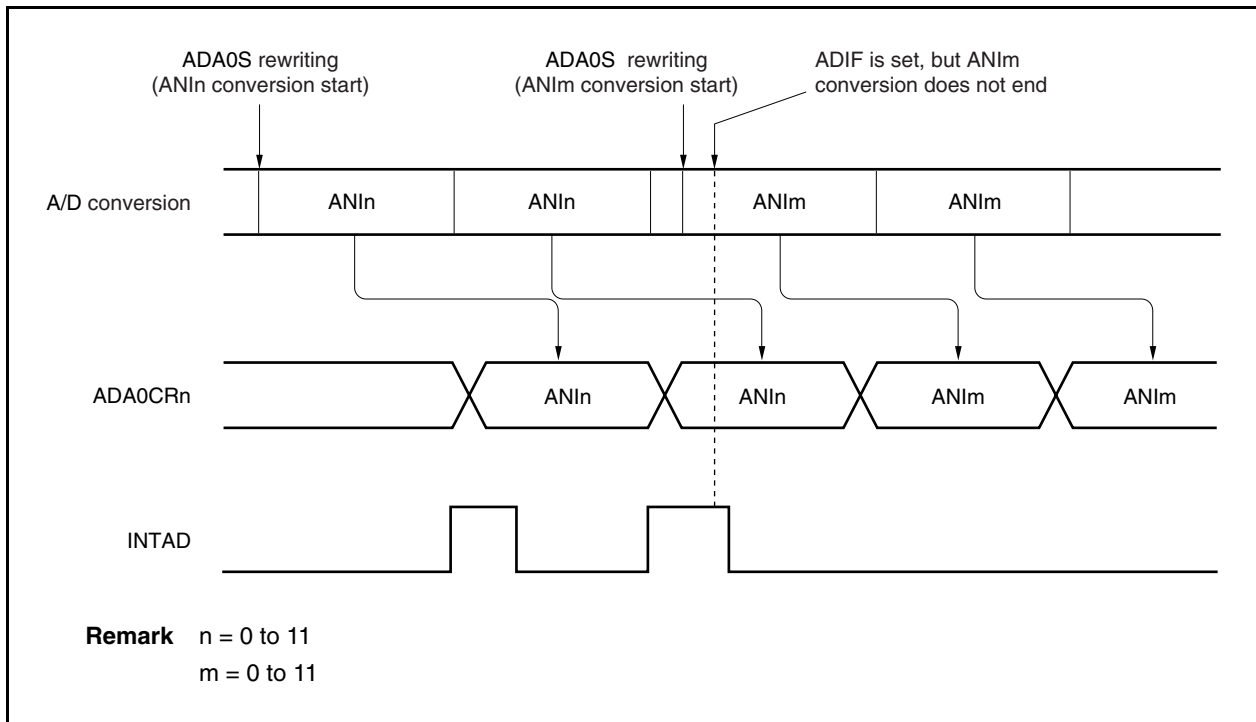 ADA0S rewriting
(ANIn conversion start)
ADA0S rewriting
(ANIm conversion start)
ADIF is set, but ANIm
conversion does not end
A/D conversion
ANIn
ANIn
ANIm
ANIm
ADA0CRn
ANIn
ANIn
ANIm
ANIm
INTAD
Remark n = 0 to 11
m = 0 to 11